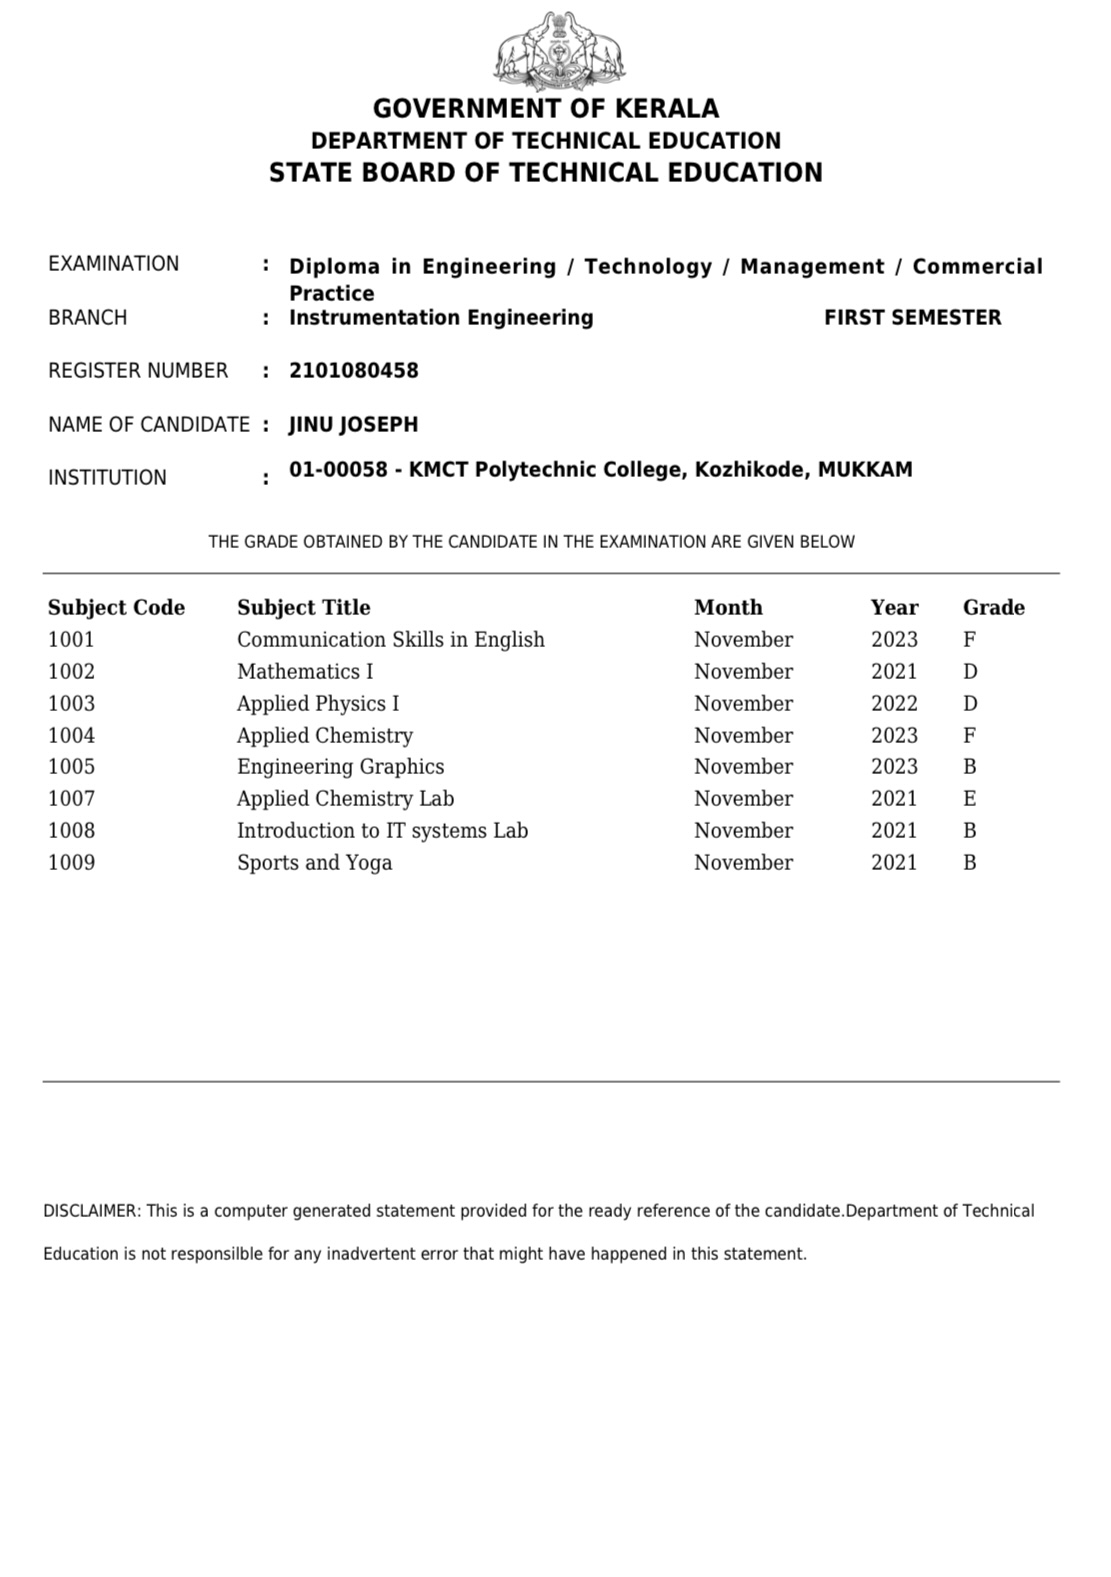 GOVERNMENT OF KERALA
DEPARTMENT OF TECHNICAL EDUCATION
STATE BOARD OF TECHNICAL EDUCATION
EXAMINATION : Diploma in Engineering / Technology / Management / Commercial
Practice
BRANCH : Instrumentation Engineering FIRST SEMESTER
REGISTER NUMBER : 2101080458
NAME OF CANDIDATE : JINU JOSEPH
INSTITUTION : 01-00058 - KMCT Polytechnic College, Kozhikode, MUKKAM
THE GRADE OBTAINED BY THE CANDIDATE IN THE EXAMINATION ARE GIVEN BELOW
Subject Code Subject Title Month Year Grade
1001 Communication Skills in English November 2023 F
1002 Mathematics I November 2021 D
1003 Applied Physics I November 2022 D
1004 Applied Chemistry November 2023 F
1005 Engineering Graphics November 2023 B
1007 Applied Chemistry Lab November 2021 E
1008 Introduction to IT systems Lab November 2021 B
1009 Sports and Yoga November 2021 B
DISCLAIMER: This is a computer generated statement provided for the ready reference of the candidate.Department of Technical
Education is not responsilble for any inadvertent error that might have happened in this statement.